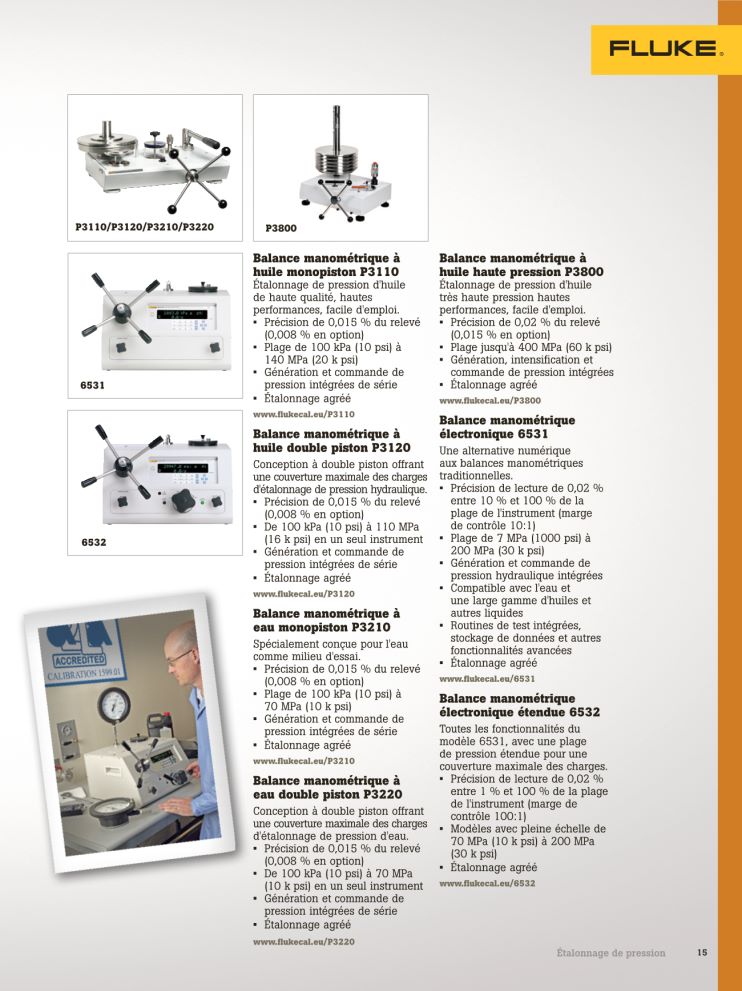 FLUKE®
P3110/P3120/P3210/P3220
P3800
6531
6532
ACCREDITED
CALIBRATION 1599.01
Balance manométrique à
huile monopiston P3110
Étalonnage de pression d'huile
de haute qualité, hautes
performances, facile d'emploi.
▪ Précision de 0,015 % du relevé
(0,008 % en option)
▪ Plage de 100 kPa (10 psi) à
140 MPa (20 k psi)
▪ Génération et commande de
pression intégrées de série
▪ Étalonnage agréé
www.flukecal.eu/P3110
Balance manométrique à
huile double piston P3120
Conception à double piston offrant
une couverture maximale des charges
d'étalonnage de pression hydraulique.
▪ Précision de 0,015 % du relevé
(0,008 % en option)
▪ De 100 kPa (10 psi) à 110 MPa
(16 k psi) en un seul instrument
▪ Génération et commande de
pression intégrées de série
▪ Étalonnage agréé
www.flukecal.eu/P3120
Balance manométrique à
eau monopiston P3210
Spécialement conçue pour l'eau
comme milieu d'essai.
▪ Précision de 0,015 % du relevé
(0,008 % en option)
▪ Plage de 100 kPa (10 psi) à
70 MPa (10 k psi)
▪ Génération et commande de
pression intégrées de série
▪ Étalonnage agréé
www.flukecal.eu/P3210
Balance manométrique à
eau double piston P3220
Conception à double piston offrant
une couverture maximale des charges
d'étalonnage de pression d'eau.
▪ Précision de 0,015 % du relevé
(0,008 % en option)
▪ De 100 kPa (10 psi) à 70 MPa
(10 k psi) en un seul instrument
▪ Génération et commande de
pression intégrées de série
▪ Étalonnage agréé
www.flukecal.eu/P3220
Balance manométrique à
huile haute pression P3800
Étalonnage de pression d'huile
très haute pression hautes
performances, facile d'emploi.
▪ Précision de 0,02 % du relevé
(0,015 % en option)
▪ Plage jusqu'à 400 MPa (60 k psi)
▪ Génération, intensification et
commande de pression intégrées
▪ Étalonnage agréé
www.flukecal.eu/P3800
Balance manométrique
électronique 6531
Une alternative numérique
aux balances manométriques
traditionnelles.
▪ Précision de lecture de 0,02 %
entre 10 % et 100 % de la
plage de l'instrument (marge
de contrôle 10:1)
▪ Plage de 7 MPa (1000 psi) à
200 MPa (30 k psi)
▪ Génération et commande de
pression hydraulique intégrées
▪ Compatible avec l'eau et
une large gamme d'huiles et
autres liquides
▪ Routines de test intégrées,
stockage de données et autres
fonctionnalités avancées
▪ Étalonnage agréé
www.flukecal.eu/6531
Balance manométrique
électronique étendue 6532
Toutes les fonctionnalités du
modèle 6531, avec une plage
de pression étendue pour une
couverture maximale des charges.
▪ Précision de lecture de 0,02 %
entre 1 % et 100 % de la plage
de l'instrument (marge de
contrôle 100:1)
▪ Modèles avec pleine échelle de
70 MPa (10 k psi) à 200 MPa
(30 k psi)
▪ Étalonnage agréé
www.flukecal.eu/6532
Étalonnage de pression 15